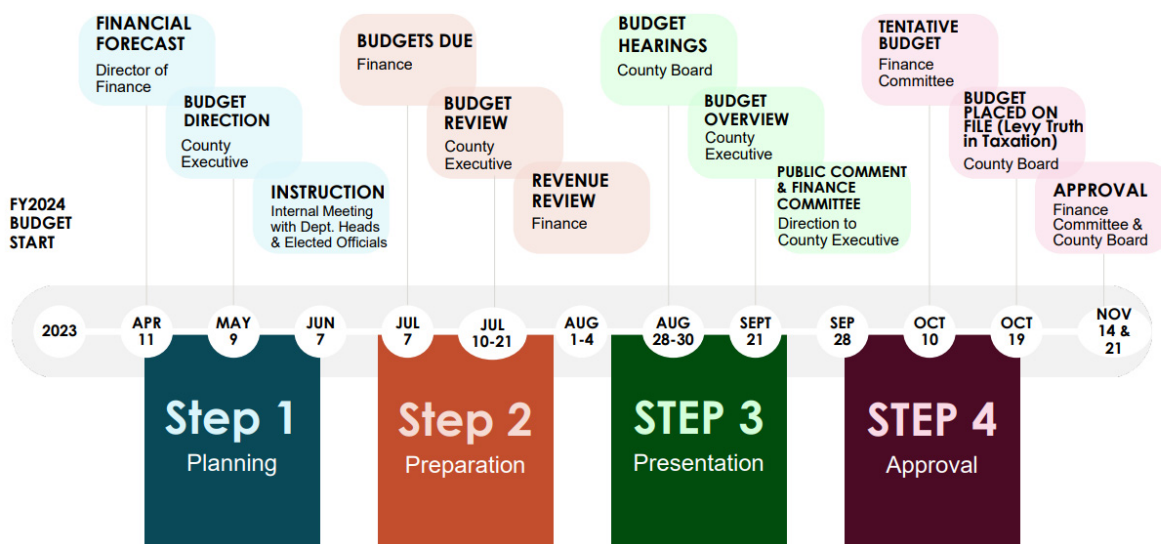 FINANCIAL
FORECAST
Director of
Finance
BUDGET
DIRECTION
County
Executive
INSTRUCTION
Internal Meeting
with Dept. Heads
& Elected Officials
BUDGETS DUE
Finance
BUDGET
REVIEW
County
Executive
REVENUE
REVIEW
Finance
BUDGET
HEARINGS
County Board
BUDGET
OVERVIEW
County
Executive
PUBLIC COMMENT
& FINANCE
COMMITTEE
Direction to
County Executive
TENTATIVE
BUDGET
Finance
Committee
BUDGET
PLACED ON
FILE (Levy Truth
in Taxation)
County Board
APPROVAL
Finance
Committee &
County Board
FY2024
BUDGET
START
2023
APR
11
MAY
9
JUN
7
JUL
7
JUL
10-21
AUG
1-4
AUG
28-30
SEPT
21
SEP
28
OCT
10
OCT
19
NOV
14 &
21
Step 1
Planning
Step 2
Preparation
STEP 3
Presentation
STEP 4
Approval